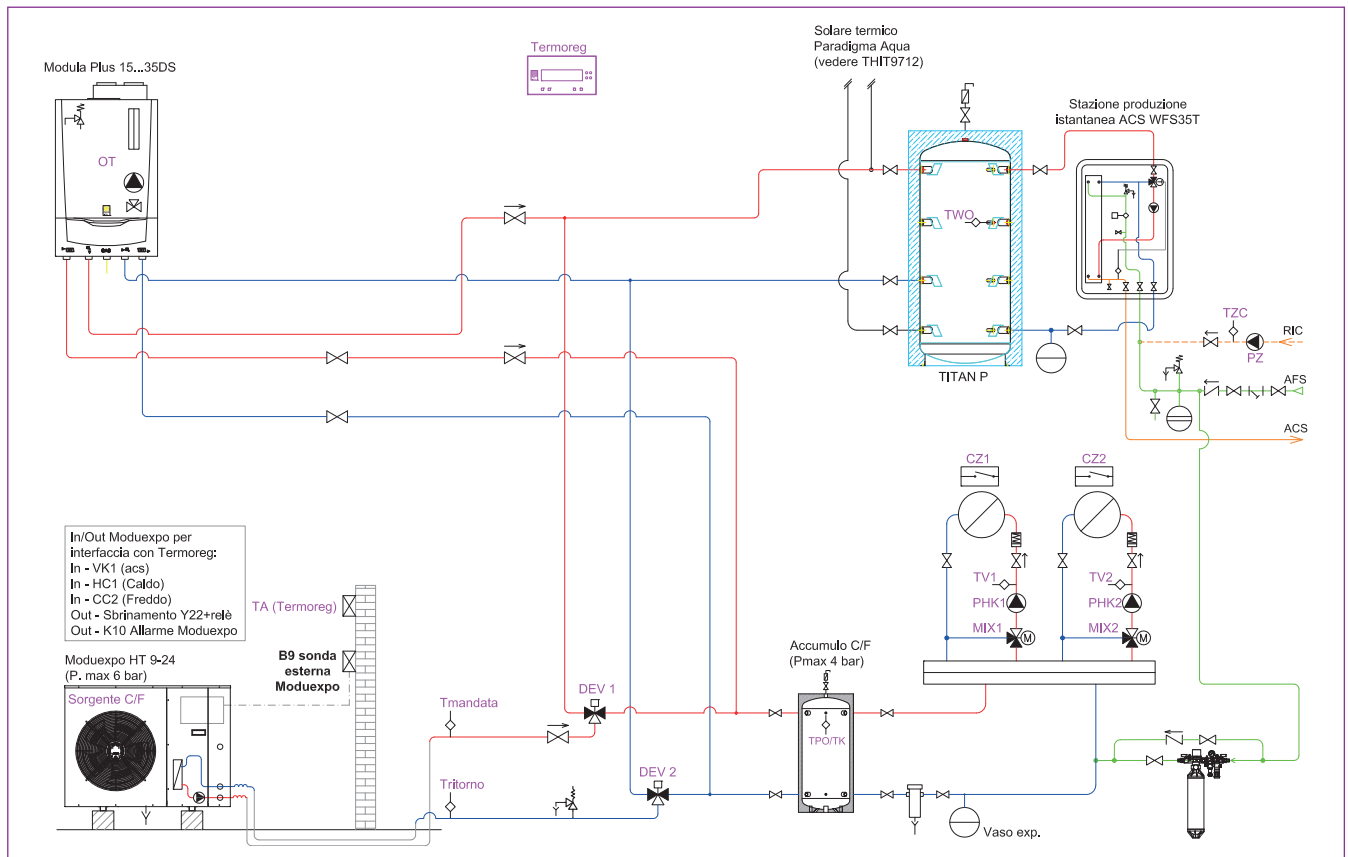 Modula Plus 15...35DS
OT
Termoreg
Solare termico
Paradigma Aqua
(vedere THIT9712)
Stazione produzione
istantanea ACS WFS35T
TWO
TITAN P
TZC
RIC
PZ
AFS
ACS
CZ1
CZ2
TV1
TV2
PHK1
PHK2
MIX1
M
MIX2
M
In/Out Moduexpo per
interfaccia con Termoreg:
In - VK1 (acs)
In - HC1 (Caldo)
In - CC2 (Freddo)
Out - Sbrinamento Y22+relè
Out - K10 Allarme Moduexpo
TA (Termoreg)
B9 sonda
esterna
Moduexpo
Moduexpo HT 9-24
(P. max 6 bar)
Sorgente C/F
Tmandata
DEV 1
Tritorno
DEV 2
Accumulo C/F
(Pmax 4 bar)
TPO/TK
Vaso exp.